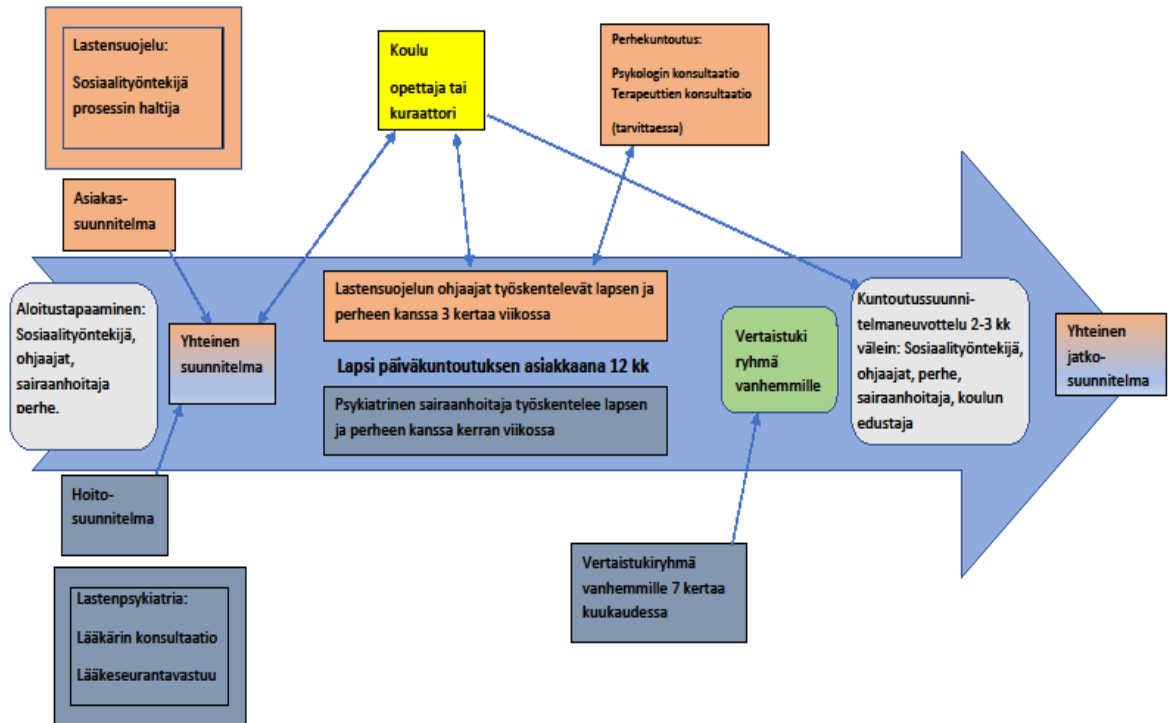 Lastensuojelu:
Sosiaalityöntekijä
prosessin haltija
Koulu
opettaja tai
kuraattori
Perhekuntoutus:
Psykologin konsultaatio
Terapeuttien konsultaatio
(tarvittaessa)
Asiakas-
suunnitelma
Aloitustapaaminen:
Sosiaalityöntekijä,
ohjaajat,
sairaanhoitaja
perhe.
Yhteinen
suunnitelma
Lastensuojelun ohjaajat työskentelevät lapsen ja
perheen kanssa 3 kertaa viikossa
Lapsi päiväkuntoutuksen asiakkaana 12 kk
Psykiatrinen sairaanhoitaja työskentelee lapsen
ja perheen kanssa kerran viikossa
Vertaistuki
ryhmä
vanhemmille
Kuntoutussuunni-
telmaneuvottelu 2-3 kk
välein: Sosiaalityöntekijä,
ohjaajat, perhe,
sairaanhoitaja, koulun
edustaja
Yhteinen
jatko-
suunnitelma
Hoito-
suunnitelma
Vertaistukiryhmä
vanhemmille 7 kertaa
kuukaudessa
Lastenpsykiatria:
Lääkärin konsultaatio
Lääkeseurantavastuu